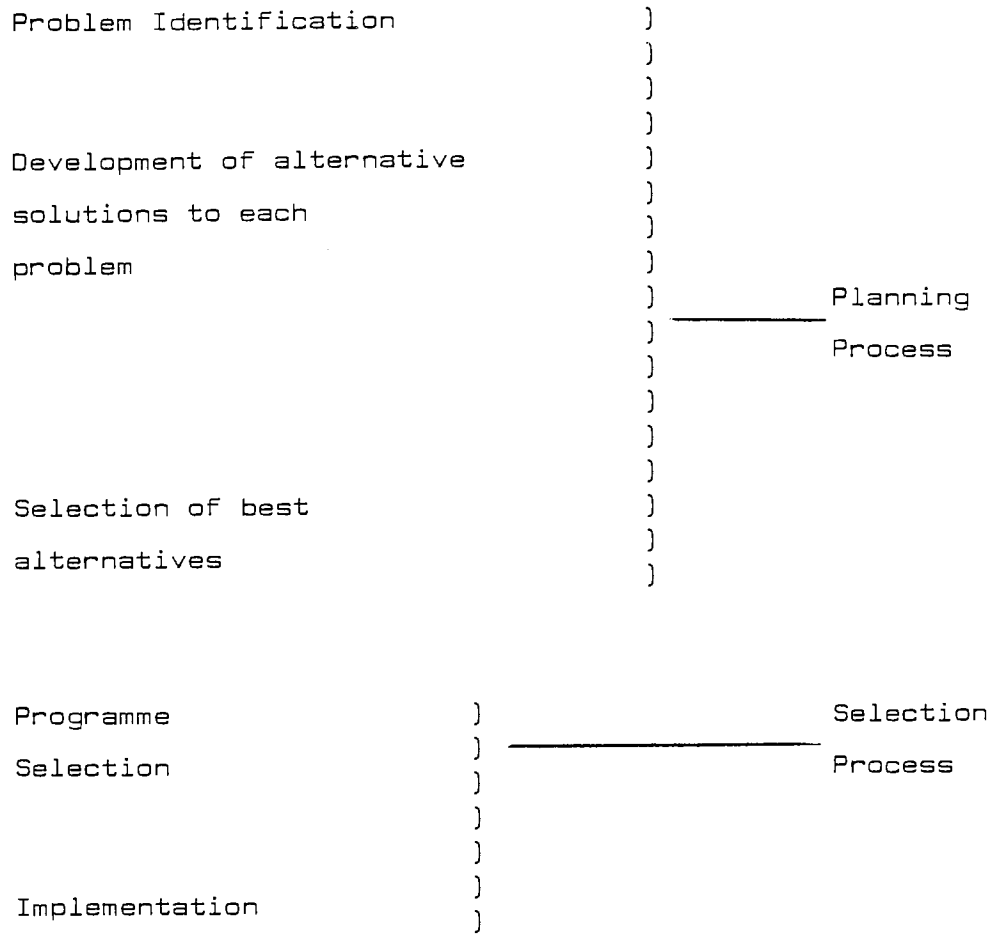 Problem Identification )
)
)
)
Development of alternative )
)
solutions to each )
problem )
) Planning
)
Process
)
)
)
)
Selection of best )
)
alternatives
)
Programme ) Selection
)
Selection Process
)
)
)
)
Implementation
)